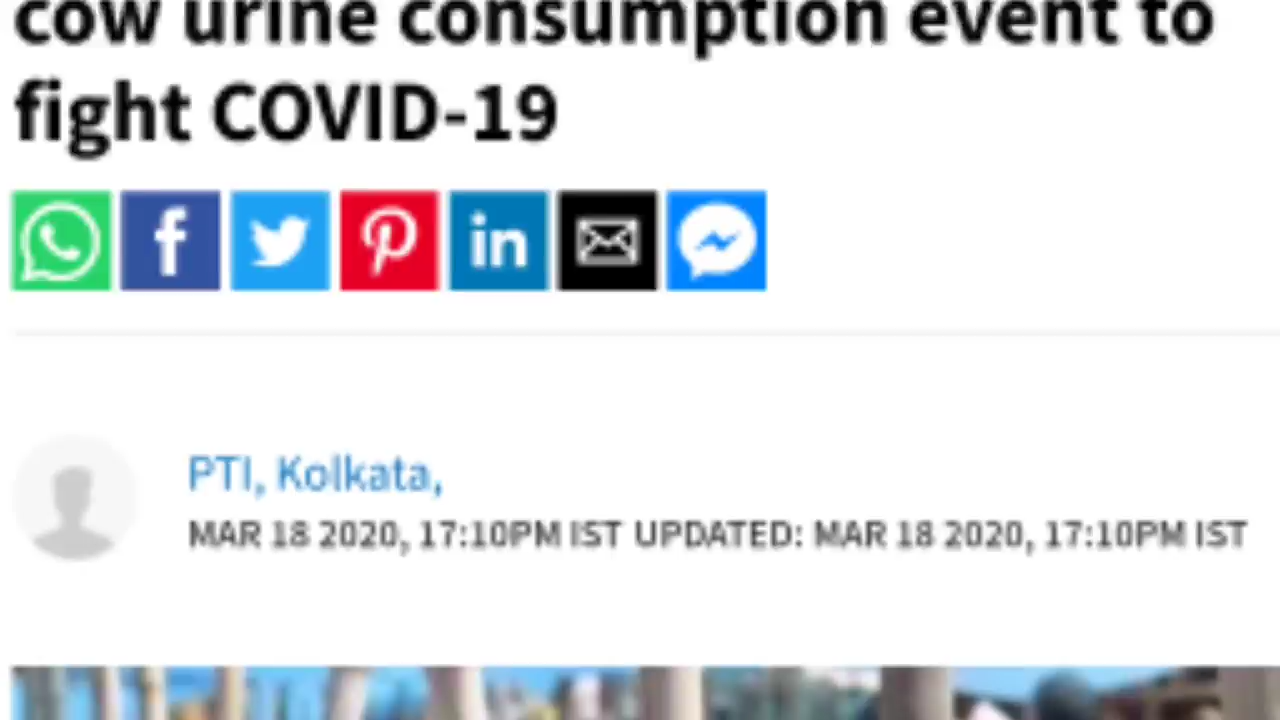 cow urine consumption event to
fight COVID-19
PTI, Kolkata,
MAR 18 2020, 17:10PM IST UPDATED: MAR 18 2020, 17:10PM IST